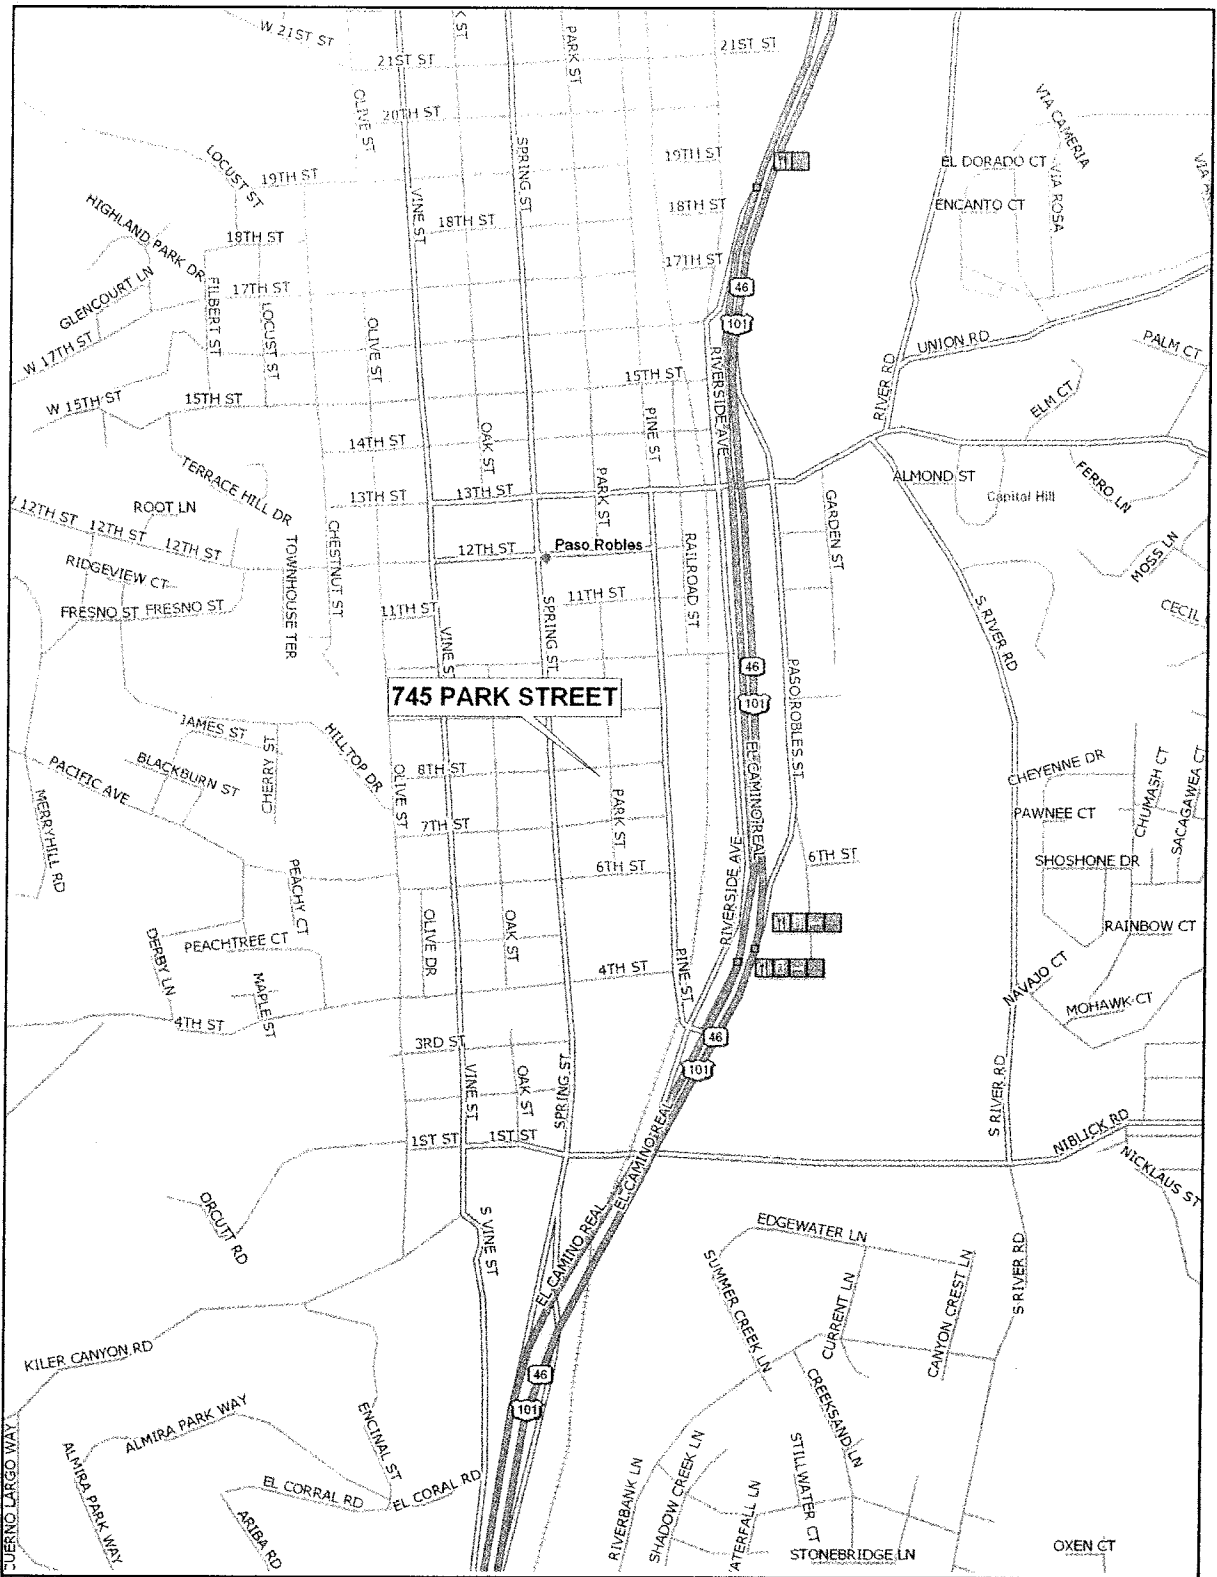 W 21ST ST
K ST
PARK ST
21ST ST
21ST ST
OLIVE ST
20TH ST
VIA CAMERIA
LOCUST ST
SPRING ST
19TH ST
EL DORADO CT
VIA ROSA
19TH ST
HIGHLAND PARK DR
VINE ST
18TH ST
ENCANTO CT
18TH ST
18TH ST
17TH ST
GLENCOURT LN
FILBERT ST
17TH ST
LOCUST ST
46
101
OLIVE ST
W 17TH ST
UNION RD
PALM CT
RIVERSIDE AVE
RIVER RD
15TH ST
W 15TH ST
15TH ST
ELM CT
PINE ST
OAK ST
14TH ST
TERRACE HILL DR
PARK ST
ALMOND ST
FERRO LN
13TH ST
13TH ST
Capital Hill
ROOT LN
12TH ST
12TH ST
12TH ST
CHESTNUT ST
TOWNHOUSE TER
GARDEN ST
RAILROAD ST
12TH ST
Paso Robles
MOSS LN
RIDGEVIEW CT
FRESNO ST
FRESNO ST
11TH ST
11TH ST
SPRING ST
CECIL
S RIVER RD
VINE S
46
101
PASO ROBLES ST
745 PARK STREET
JAMES ST
CHERRY ST
HILLTOP DR
BLACKBURN ST
PACIFIC AVE
MERRYHILL RD
OLIVE ST
8TH ST
EL CAMINO REAL
CHEYENNE DR
CHUMASH CT
SACAGAWEA CT
PARK ST
7TH ST
PAWNEE CT
6TH ST
6TH ST
SHOSHONE DR
PEACHY CT
RIVERSIDE AVE
OLIVE DR
OAK ST
RAINBOW CT
DERBY LN
PEACHTREE CT
MAPLE ST
4TH ST
PINE ST
NAVAJO CT
MOHAWK CT
4TH ST
46
3RD ST
101
VINE ST
OAK ST
SPRING ST
S RIVER RD
EL CAMINO REAL
1ST ST
1ST ST
NIBLICK RD
NICKLAUS ST
ORCUTT RD
S VINE ST
EL CAMINO REAL
EDGEWATER LN
SUMMER CREEK LN
CURRENT LN
CANYON CREST LN
S RIVER RD
KILER CANYON RD
46
101
ALMIRA PARK WAY
ENCINAL ST
CREEKSAND LN
CUERNO LARGO WAY
ALMIRA PARK WAY
EL CORRAL RD
EL CORAL RD
ARIBA RD
RIVERBANK LN
SHADOW CREEK LN
ATERFALL LN
STILLWATER CT
STONEBRIDGE LN
OXEN CT